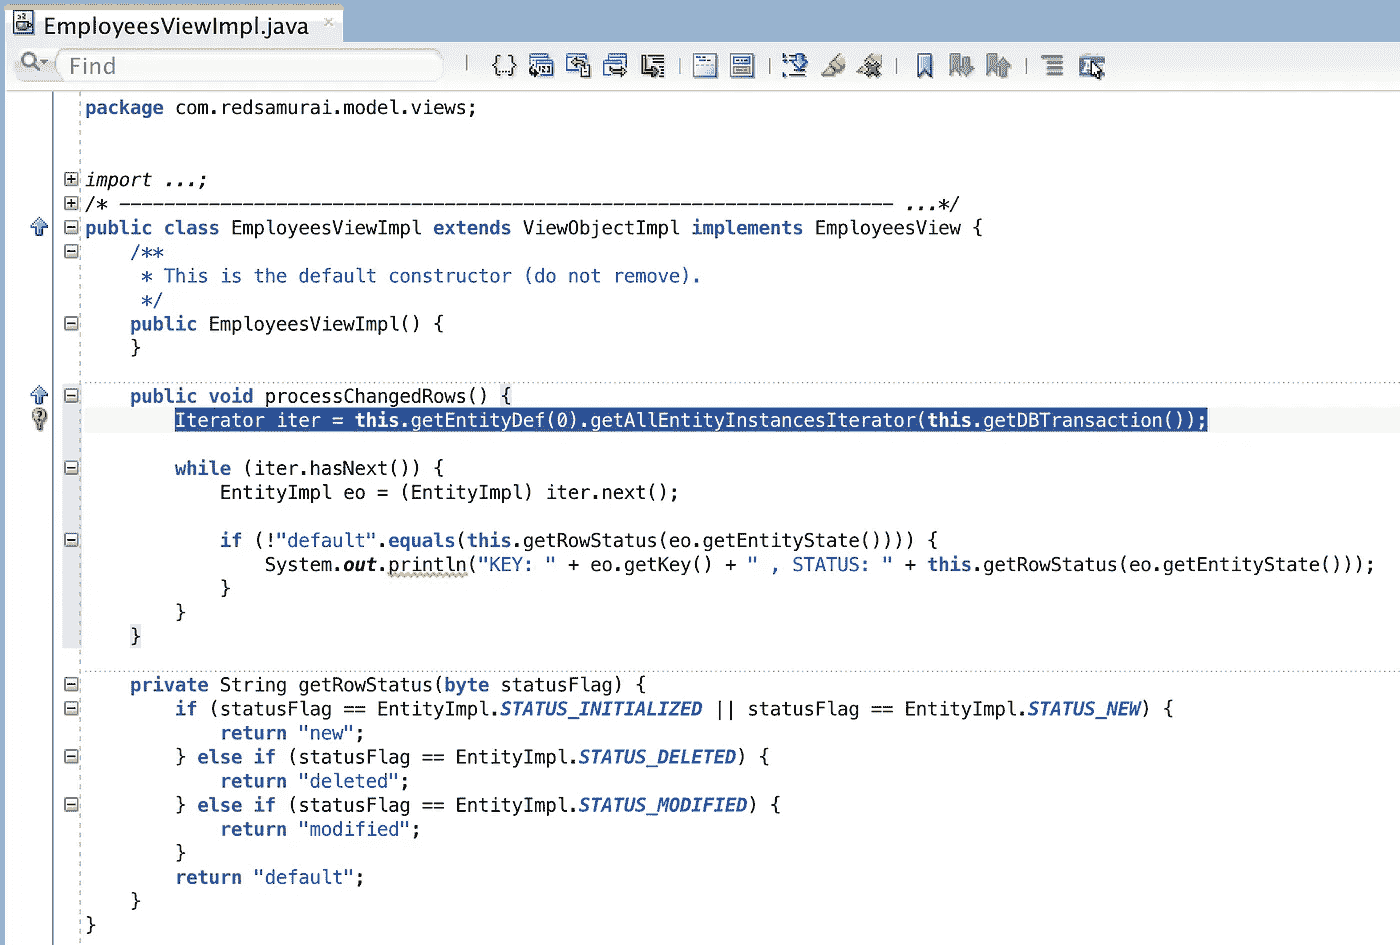 EmployeesViewImpl.java
Find
package com.redsamurai.model.views;
import ...;
/* --------------------------------------------------------------------- ...*/
public class EmployeesViewImpl extends ViewObjectImpl implements EmployeesView {
/**
* This is the default constructor (do not remove).
*/
public EmployeesViewImpl() {
}
public void processChangedRows() {
Iterator iter = this.getEntityDef(0).getAllEntityInstancesIterator(this.getDBTransaction());
while (iter.hasNext()) {
EntityImpl eo = (EntityImpl) iter.next();
if (!"default".equals(this.getRowStatus(eo.getEntityState()))) {
System.out.println("KEY: " + eo.getKey() + " , STATUS: " + this.getRowStatus(eo.getEntityState()));
}
}
}
private String getRowStatus(byte statusFlag) {
if (statusFlag == EntityImpl.STATUS_INITIALIZED || statusFlag == EntityImpl.STATUS_NEW) {
return "new";
} else if (statusFlag == EntityImpl.STATUS_DELETED) {
return "deleted";
} else if (statusFlag == EntityImpl.STATUS_MODIFIED) {
return "modified";
}
return "default";
}
}